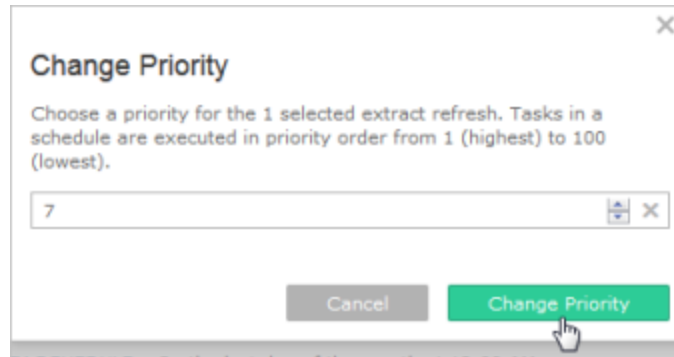 Change Priority
Choose a priority for the 1 selected extract refresh. Tasks in a
schedule are executed in priority order from 1 (highest) to 100
(lowest).
7
Cancel
Change Priority